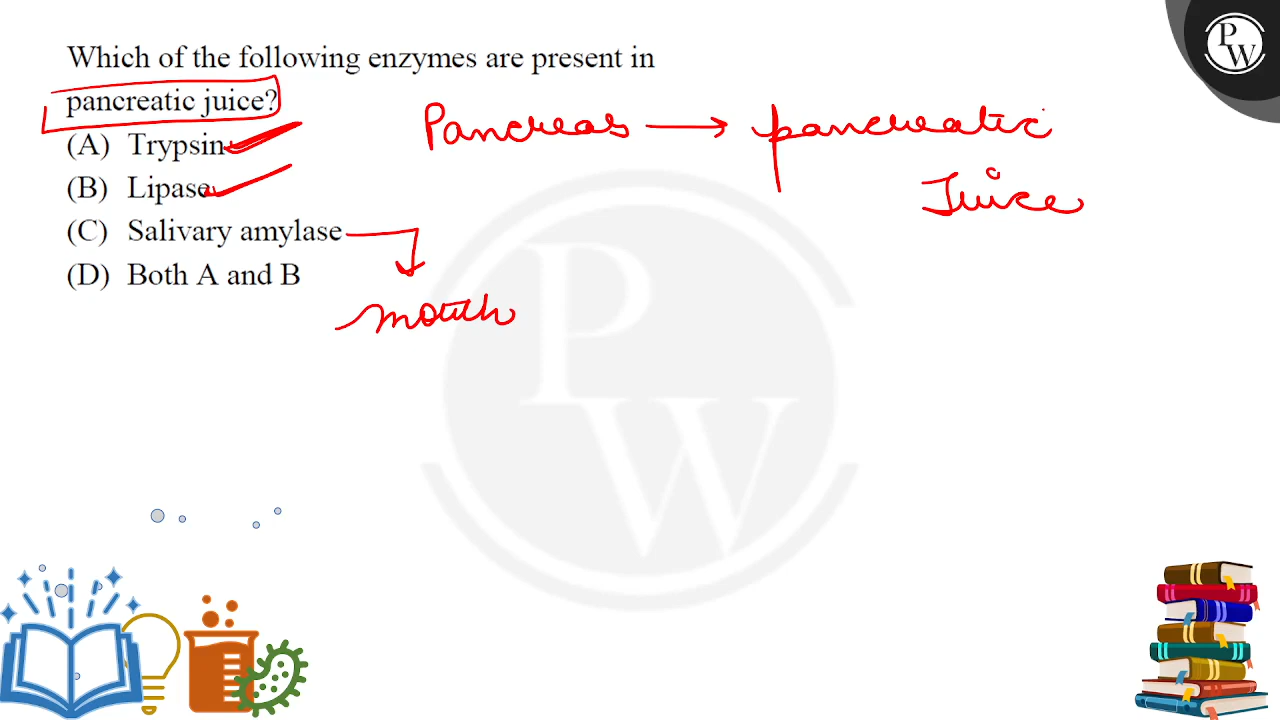 Which of the following enzymes are present in
pancreatic juice?
(A) Trypsin
(B) Lipase
(C) Salivary amylase
(D) Both A and B
Pancreas → pancreatic
Juice
mouth
P
W
P
W